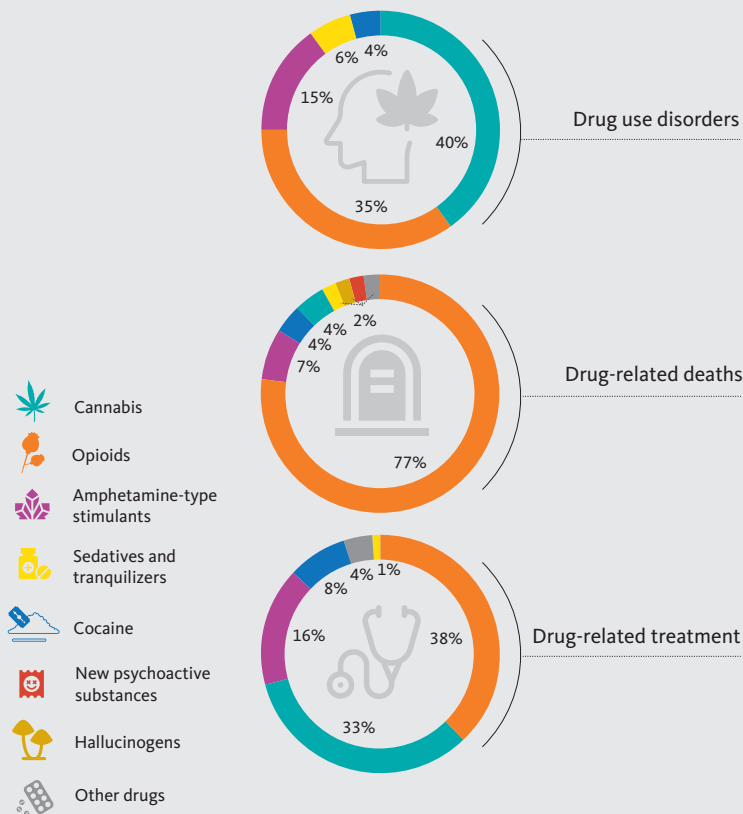 6%
4%
15%
40%
35%
Drug use disorders
4%
2%
4%
7%
77%
Drug-related deaths
Cannabis
Opioids
Amphetamine-type
stimulants
Sedatives and
tranquilizers
Cocaine
New psychoactive
substances
Hallucinogens
Other drugs
8%
4%
1%
16%
38%
33%
Drug-related treatment